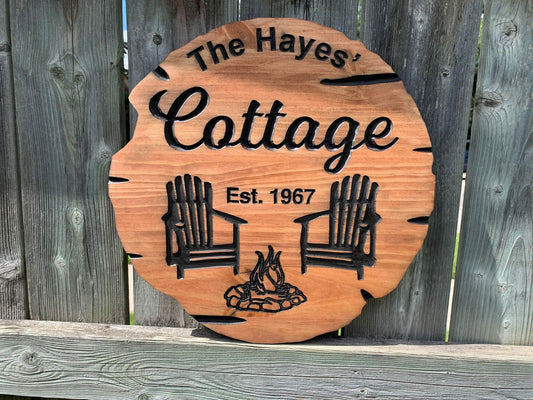 The Hayes'
Cottage
Est. 1967